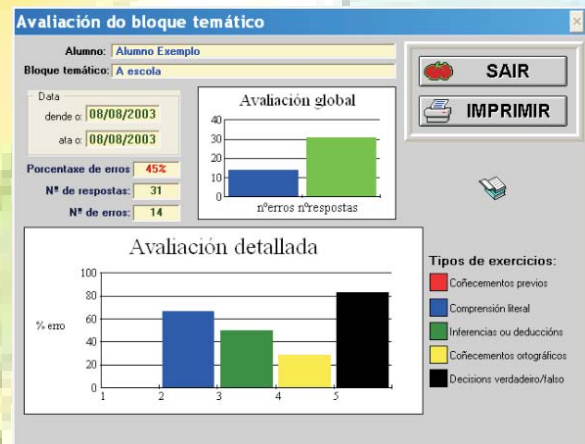 Avaliación do bloque temático
Alumno: Alumno Exemplo
Bloque temático: A escola
Data
dende o: 08/08/2003
ata o: 08/08/2003
Porcentaxe de erros 45%
Nº de respostas: 31
Nº de erros: 14
Avaliación global
40
30
20
10
0
nºerros nºrespostas
SAIR
IMPRIMIR
Avaliación detallada
100
80
60
40
20
0
% erro
1 2 3 4 5
Tipos de exercicios:
Coñecementos previos
Comprensión literal
Inferencias ou deduccións
Coñecementos ortográficos
Decisions verdadeiro/falso